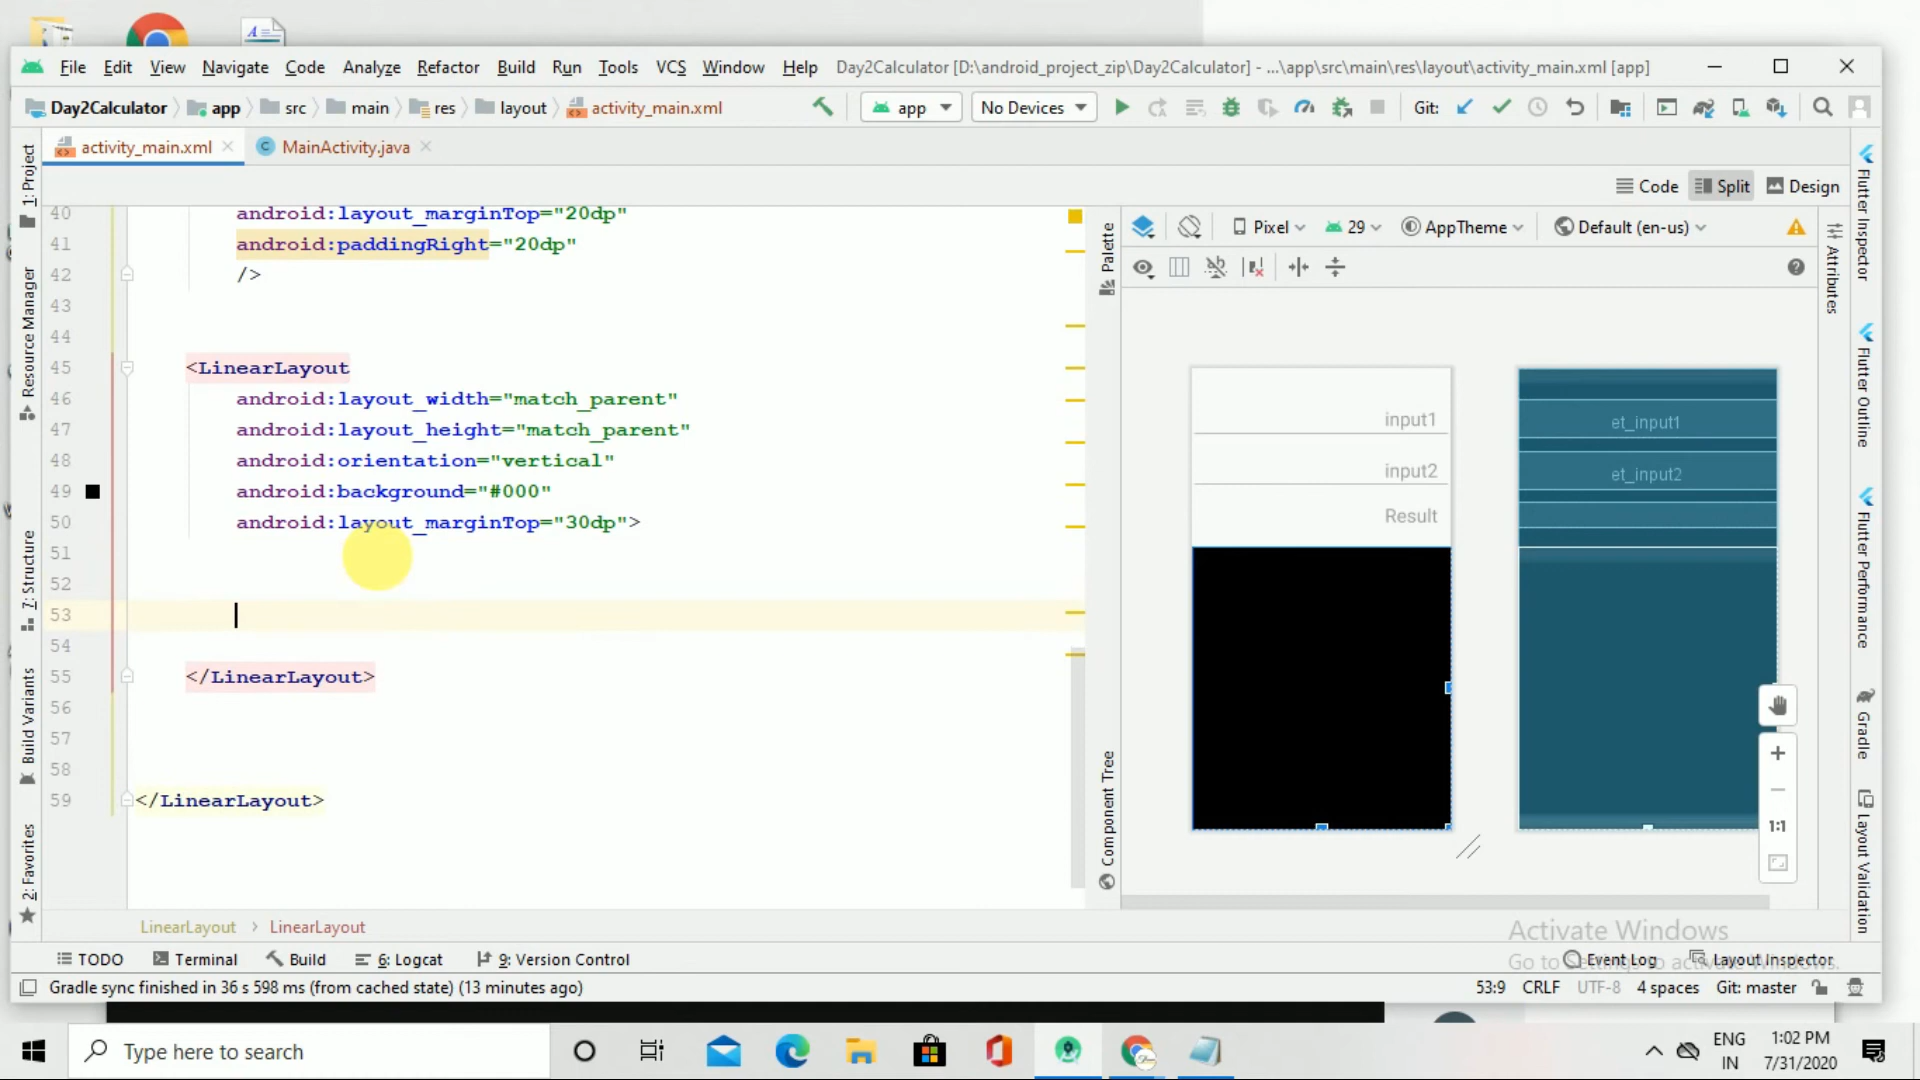 File Edit View Navigate Code Analyze Refactor Build Run Tools VCS Window Help Day2Calculator [D:\android_project_zip\Day2Calculator] - ...\app\src\main\res\layout\activity_main.xml [app]
Day2Calculator app src main res layout activity_main.xml app No Devices Git:
activity_main.xml MainActivity.java
Code Split Design
1: Project
Resource Manager
7: Structure
Build Variants
2: Favorites
40 android:layout_marginTop="20dp"
41 android:paddingRight="20dp"
42 />
43
44
45 <LinearLayout
46 android:layout_width="match_parent"
47 android:layout_height="match_parent"
48 android:orientation="vertical"
49 android:background="#000"
50 android:layout_marginTop="30dp">
51
52
53
54
55 </LinearLayout>
56
57
58
59 </LinearLayout>
LinearLayout > LinearLayout
Palette
Component Tree
Pixel 29 AppTheme Default (en-us)
input1
input2
Result
et_input1
et_input2
1:1
Attributes
Flutter Inspector
Flutter Outline
Flutter Performance
Gradle
Layout Validation
Activate Windows
Go to Settings to activate Windows.
TODO Terminal Build 6: Logcat 9: Version Control Event Log Layout Inspector
Gradle sync finished in 36 s 598 ms (from cached state) (13 minutes ago) 53:9 CRLF UTF-8 4 spaces Git: master
Type here to search
ENG
IN
1:02 PM
7/31/2020